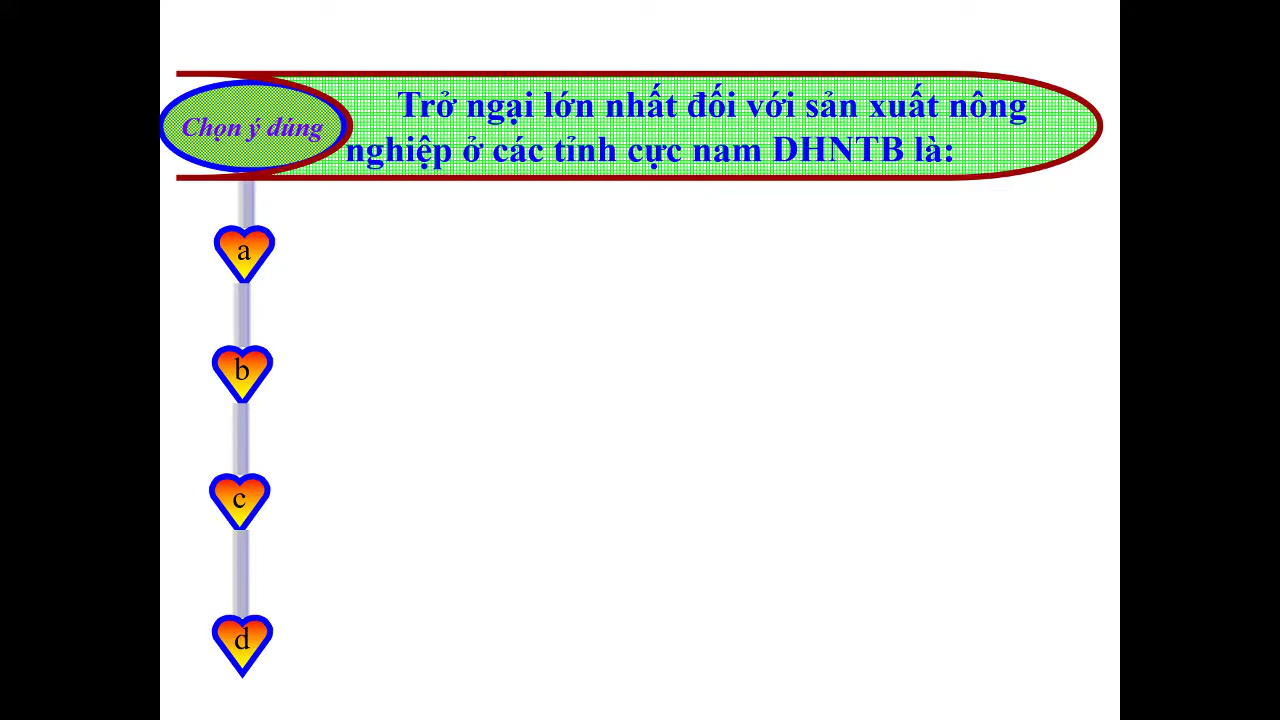 Chọn ý đúng
Trở ngại lớn nhất đối với sản xuất nông
nghiệp ở các tỉnh cực nam DHNTB là:
a
b
c
d